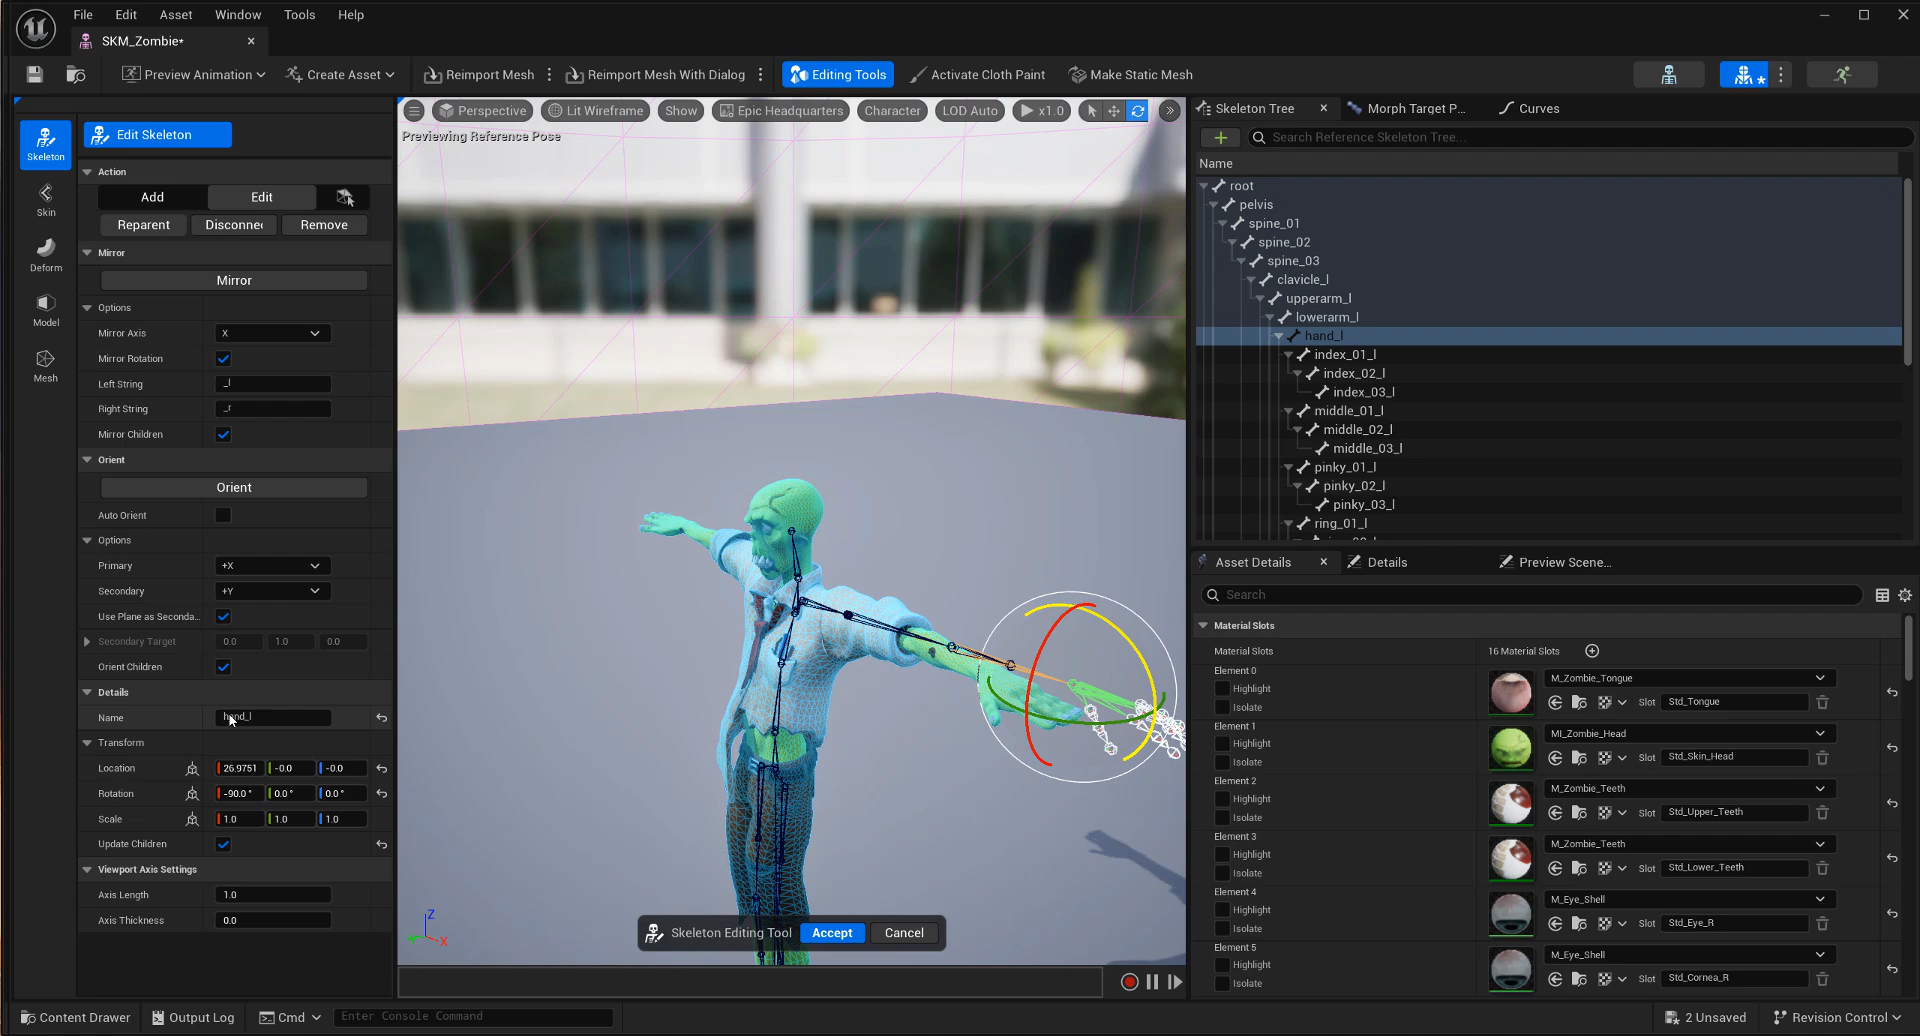 File Edit Asset Window Tools Help
SKM_Zombie*
Preview Animation Create Asset Reimport Mesh Reimport Mesh With Dialog Editing Tools Activate Cloth Paint Make Static Mesh
Skeleton
Skin
Deform
Model
Mesh
Edit Skeleton
Action
Add Edit
Reparent Disconnec Remove
Mirror
Mirror
Options
Mirror Axis X
Mirror Rotation
Left String _l
Right String _r
Mirror Children
Orient
Orient
Auto Orient
Options
Primary +X
Secondary +Y
Use Plane as Seconda..
Secondary Target 0.0 1.0 0.0
Orient Children
Details
Name hand_l
Transform
Location 26.9751 -0.0 -0.0
Rotation -90.0° 0.0° 0.0°
Scale 1.0 1.0 1.0
Update Children
Viewport Axis Settings
Axis Length 1.0
Axis Thickness 0.0
Perspective Lit Wireframe Show Epic Headquarters Character LOD Auto x1.0
Previewing Reference Pose
Z
X
Skeleton Editing Tool Accept Cancel
Skeleton Tree Morph Target P... Curves
Search Reference Skeleton Tree...
Name
root
pelvis
spine_01
spine_02
spine_03
clavicle_l
upperarm_l
lowerarm_l
hand_l
index_01_l
index_02_l
index_03_l
middle_01_l
middle_02_l
middle_03_l
pinky_01_l
pinky_02_l
pinky_03_l
ring_01_l
Asset Details Details Preview Scene...
Search
Material Slots
Material Slots 16 Material Slots
Element 0 M_Zombie_Tongue
Highlight
Isolate Slot Std_Tongue
Element 1 MI_Zombie_Head
Highlight
Isolate Slot Std_Skin_Head
Element 2 M_Zombie_Teeth
Highlight
Isolate Slot Std_Upper_Teeth
Element 3 M_Zombie_Teeth
Highlight
Isolate Slot Std_Lower_Teeth
Element 4 M_Eye_Shell
Highlight
Isolate Slot Std_Eye_R
Element 5 M_Eye_Shell
Highlight
Isolate Slot Std_Cornea_R
Content Drawer Output Log Cmd Enter Console Command 2 Unsaved Revision Control